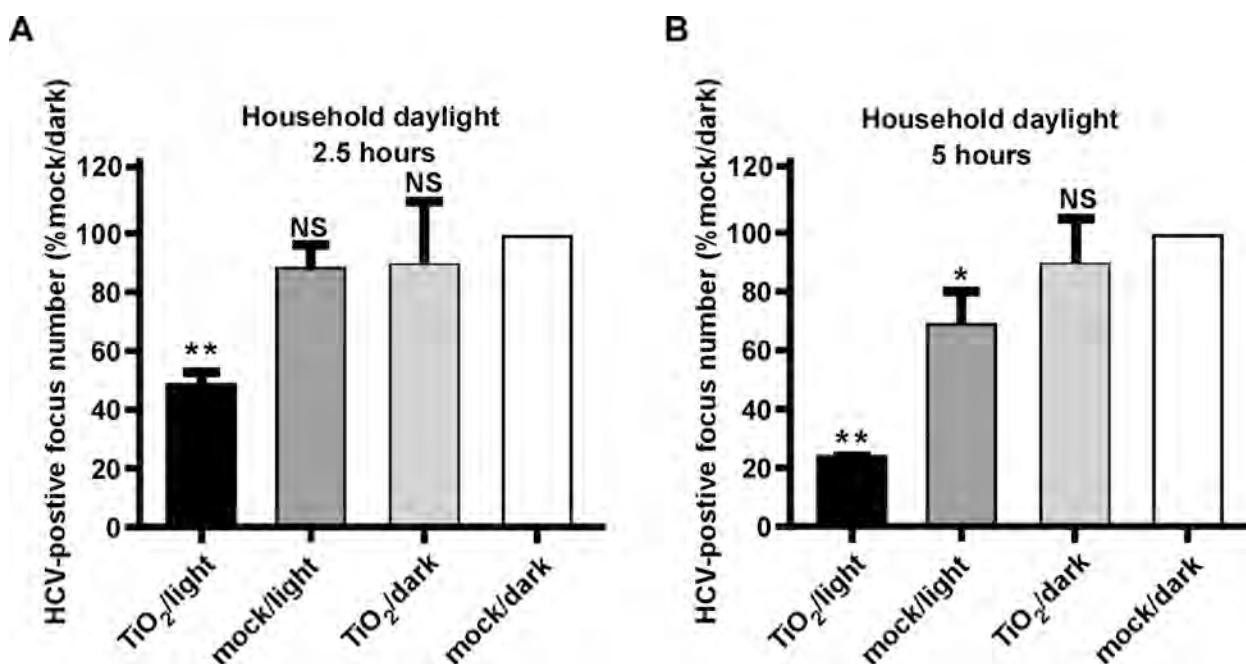 A
HCV-postive focus number (%mock/dark)
Household daylight
2.5 hours
120
100
80
60
40
20
0
**
NS
NS
TiO₂/light
mock/light
TiO₂/dark
mock/dark
B
HCV-postive focus number (%mock/dark)
Household daylight
5 hours
120
100
80
60
40
20
0
**
*
NS
TiO₂/light
mock/light
TiO₂/dark
mock/dark